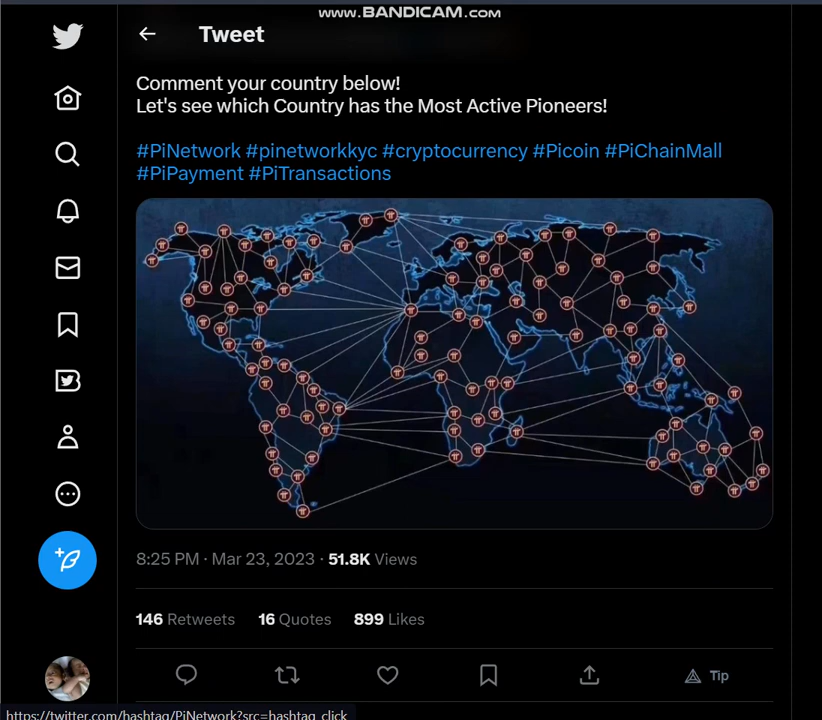 www.BANDICAM.com
Tweet
Comment your country below!
Let's see which Country has the Most Active Pioneers!
#PiNetwork #pinetworkkyc #cryptocurrency #Picoin #PiChainMall
#PiPayment #PiTransactions
8:25 PM · Mar 23, 2023 · 51.8K Views
146 Retweets 16 Quotes 899 Likes
Tip
https://twitter.com/hashtag/PiNetwork?src=hashtag_click